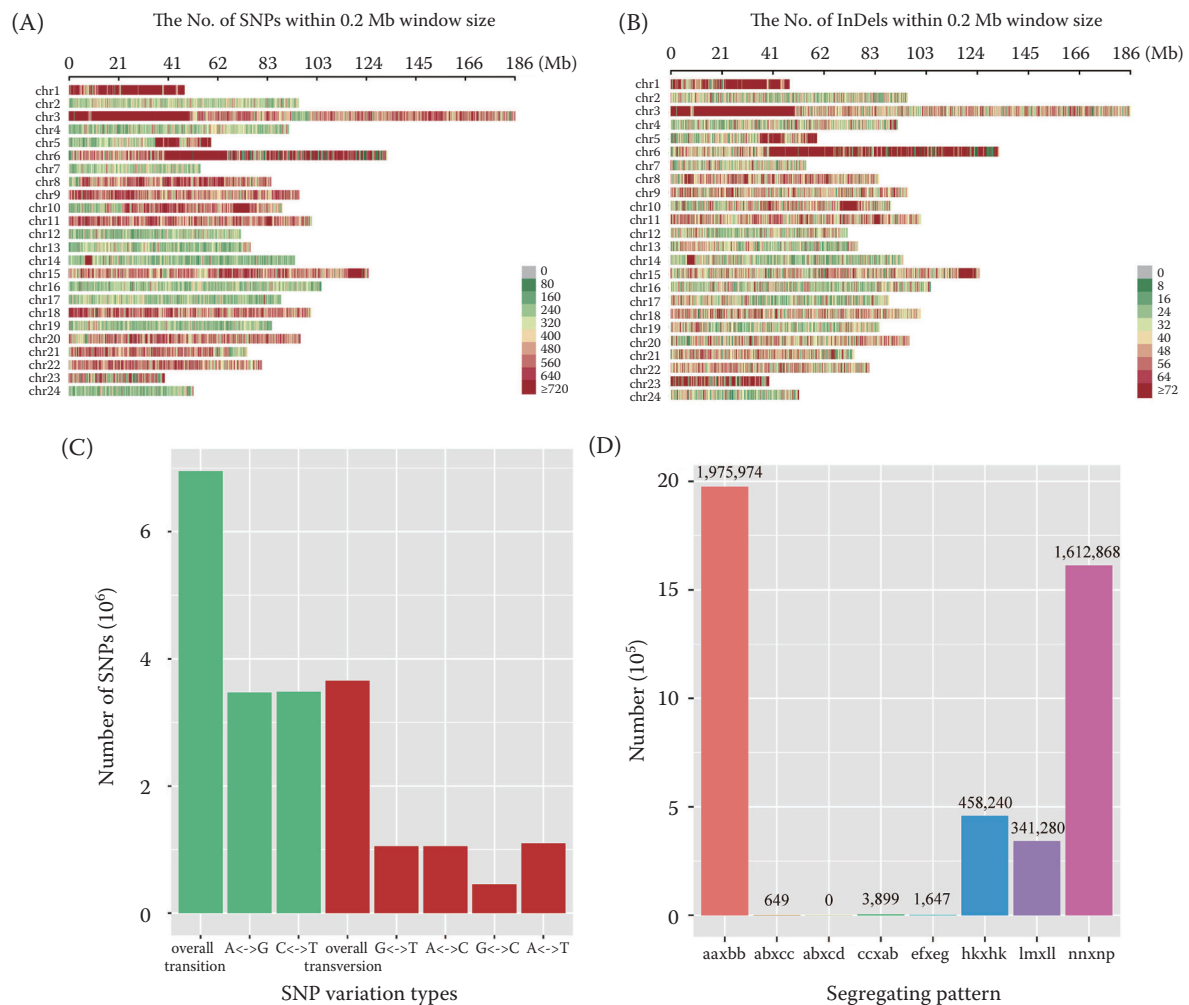 (A)
The No. of SNPs within 0.2 Mb window size
0 21 41 62 83 103 124 145 166 186 (Mb)
chr1
chr2
chr3
chr4
chr5
chr6
chr7
chr8
chr9
chr10
chr11
chr12
chr13
chr14
chr15
chr16
chr17
chr18
chr19
chr20
chr21
chr22
chr23
chr24
0
80
160
240
320
400
480
560
640
≥720
(B)
The No. of InDels within 0.2 Mb window size
0 21 41 62 83 103 124 145 166 186 (Mb)
chr1
chr2
chr3
chr4
chr5
chr6
chr7
chr8
chr9
chr10
chr11
chr12
chr13
chr14
chr15
chr16
chr17
chr18
chr19
chr20
chr21
chr22
chr23
chr24
0
8
16
24
32
40
48
56
64
≥72
(C)
Number of SNPs (10⁶)
6
4
2
0
overall transition
A<->G
C<->T
overall transversion
G<->T
A<->C
G<->C
A<->T
SNP variation types
(D)
Number (10⁵)
20
15
10
5
0
1,975,974
649
0
3,899
1,647
458,240
341,280
1,612,868
aaxbb abxcc abxcd ccxab efxeg hkxhk lmxll nnxnp
Segregating pattern